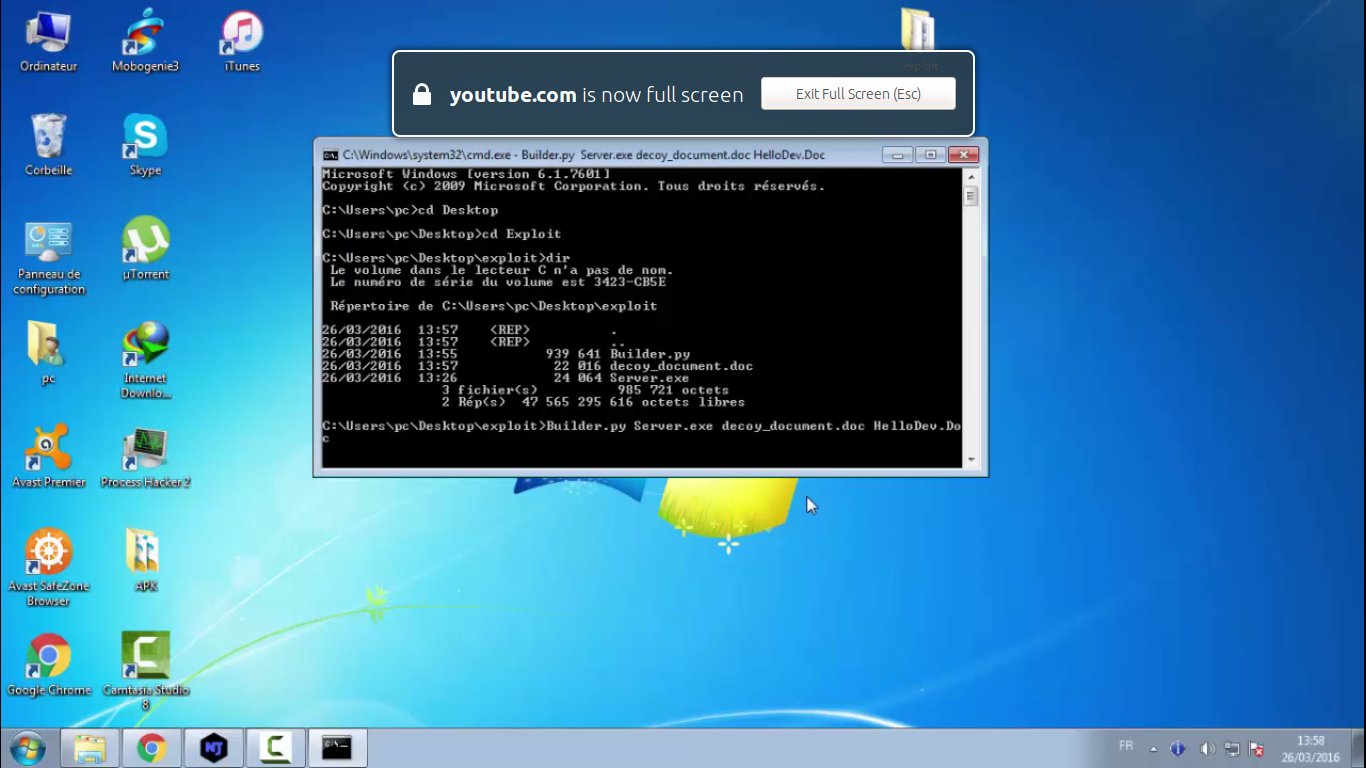 Ordinateur
Mobogenie3
iTunes
exploit
youtube.com is now full screen
Exit Full Screen (Esc)
Corbeille
Skype
Panneau de
configuration
µTorrent
pc
Internet
Downlo...
Avast Premier
Process Hacker 2
Avast SafeZone
Browser
APK
Google Chrome
Camtasia Studio
8
C:\Windows\system32\cmd.exe - Builder.py Server.exe decoy_document.doc HelloDev.Doc
Microsoft Windows [version 6.1.7601]
Copyright (c) 2009 Microsoft Corporation. Tous droits réservés.
C:\Users\pc>cd Desktop
C:\Users\pc\Desktop>cd Exploit
C:\Users\pc\Desktop\exploit>dir
Le volume dans le lecteur C n'a pas de nom.
Le numéro de série du volume est 3423-CB5E
Répertoire de C:\Users\pc\Desktop\exploit
26/03/2016 13:57 <REP> .
26/03/2016 13:57 <REP> ..
26/03/2016 13:55 939 641 Builder.py
26/03/2016 13:57 22 016 decoy_document.doc
26/03/2016 13:26 24 064 Server.exe
3 fichier(s) 985 721 octets
2 Rép(s) 47 565 295 616 octets libres
C:\Users\pc\Desktop\exploit>Builder.py Server.exe decoy_document.doc HelloDev.Do
c
NJ
FR
13:58
26/03/2016